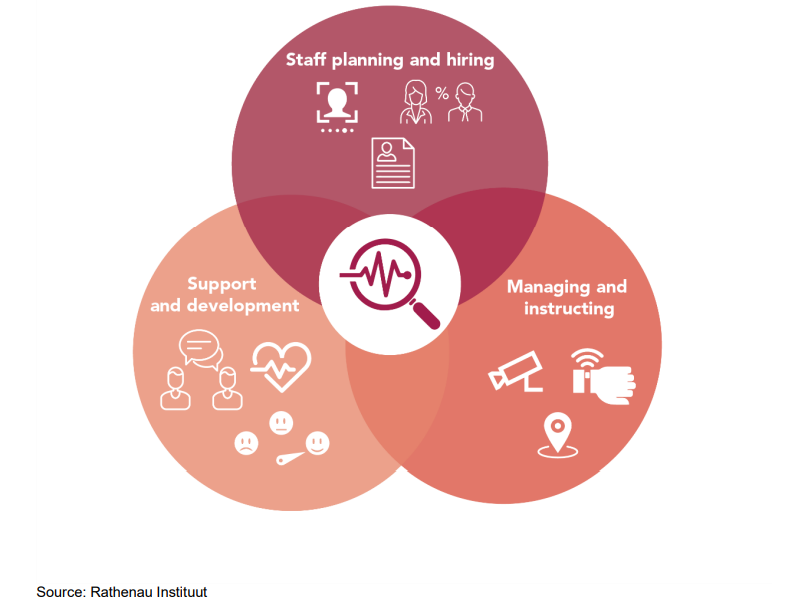 Staff planning and hiring
%
Support
and development
Managing and
instructing
Source: Rathenau Instituut